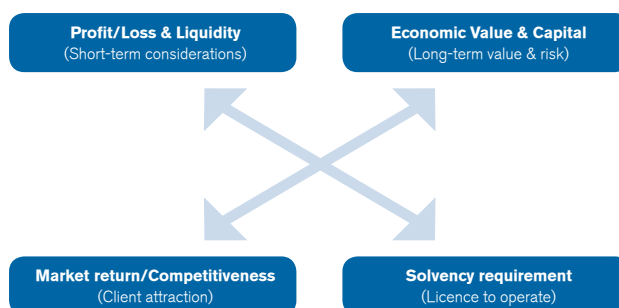 Profit/Loss & Liquidity
(Short-term considerations)
Economic Value & Capital
(Long-term value & risk)
Market return/Competitiveness
(Client attraction)
Solvency requirement
(Licence to operate)